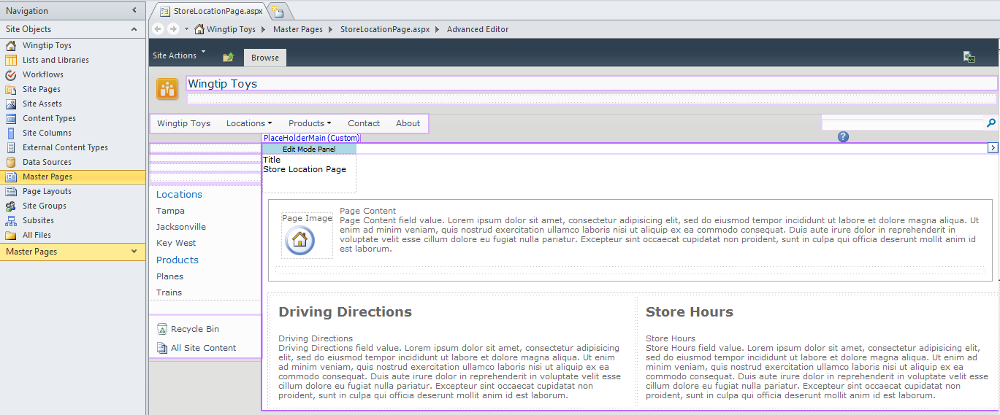 Navigation
Site Objects
Wingtip Toys
Lists and Libraries
Workflows
Site Pages
Site Assets
Content Types
Site Columns
External Content Types
Data Sources
Master Pages
Page Layouts
Site Groups
Subsites
All Files
Master Pages
StoreLocationPage.aspx
Wingtip Toys Master Pages StoreLocationPage.aspx Advanced Editor
Site Actions Browse
Wingtip Toys
Wingtip Toys Locations Products Contact About
PlaceHolderMain (Custom)
Edit Mode Panel
Title
Store Location Page
Locations
Tampa
Jacksonville
Key West
Products
Planes
Trains
Recycle Bin
All Site Content
Page Image
Page Content
Page Content field value. Lorem ipsum dolor sit amet, consectetur adipisicing elit, sed do eiusmod tempor incididunt ut labore et dolore magna aliqua. Ut
enim ad minim veniam, quis nostrud exercitation ullamco laboris nisi ut aliquip ex ea commodo consequat. Duis aute irure dolor in reprehenderit in
voluptate velit esse cillum dolore eu fugiat nulla pariatur. Excepteur sint occaecat cupidatat non proident, sunt in culpa qui officia deserunt mollit anim id
est laborum.
Driving Directions
Driving Directions
Driving Directions field value. Lorem ipsum dolor sit amet, consectetur adipisicing
elit, sed do eiusmod tempor incididunt ut labore et dolore magna aliqua. Ut enim
ad minim veniam, quis nostrud exercitation ullamco laboris nisi ut aliquip ex ea
commodo consequat. Duis aute irure dolor in reprehenderit in voluptate velit esse
cillum dolore eu fugiat nulla pariatur. Excepteur sint occaecat cupidatat non
proident, sunt in culpa qui officia deserunt mollit anim id est laborum.
Store Hours
Store Hours
Store Hours field value. Lorem ipsum dolor sit amet, consectetur adipisicing elit,
sed do eiusmod tempor incididunt ut labore et dolore magna aliqua. Ut enim ad
minim veniam, quis nostrud exercitation ullamco laboris nisi ut aliquip ex ea
commodo consequat. Duis aute irure dolor in reprehenderit in voluptate velit esse
cillum dolore eu fugiat nulla pariatur. Excepteur sint occaecat cupidatat non
proident, sunt in culpa qui officia deserunt mollit anim id est laborum.